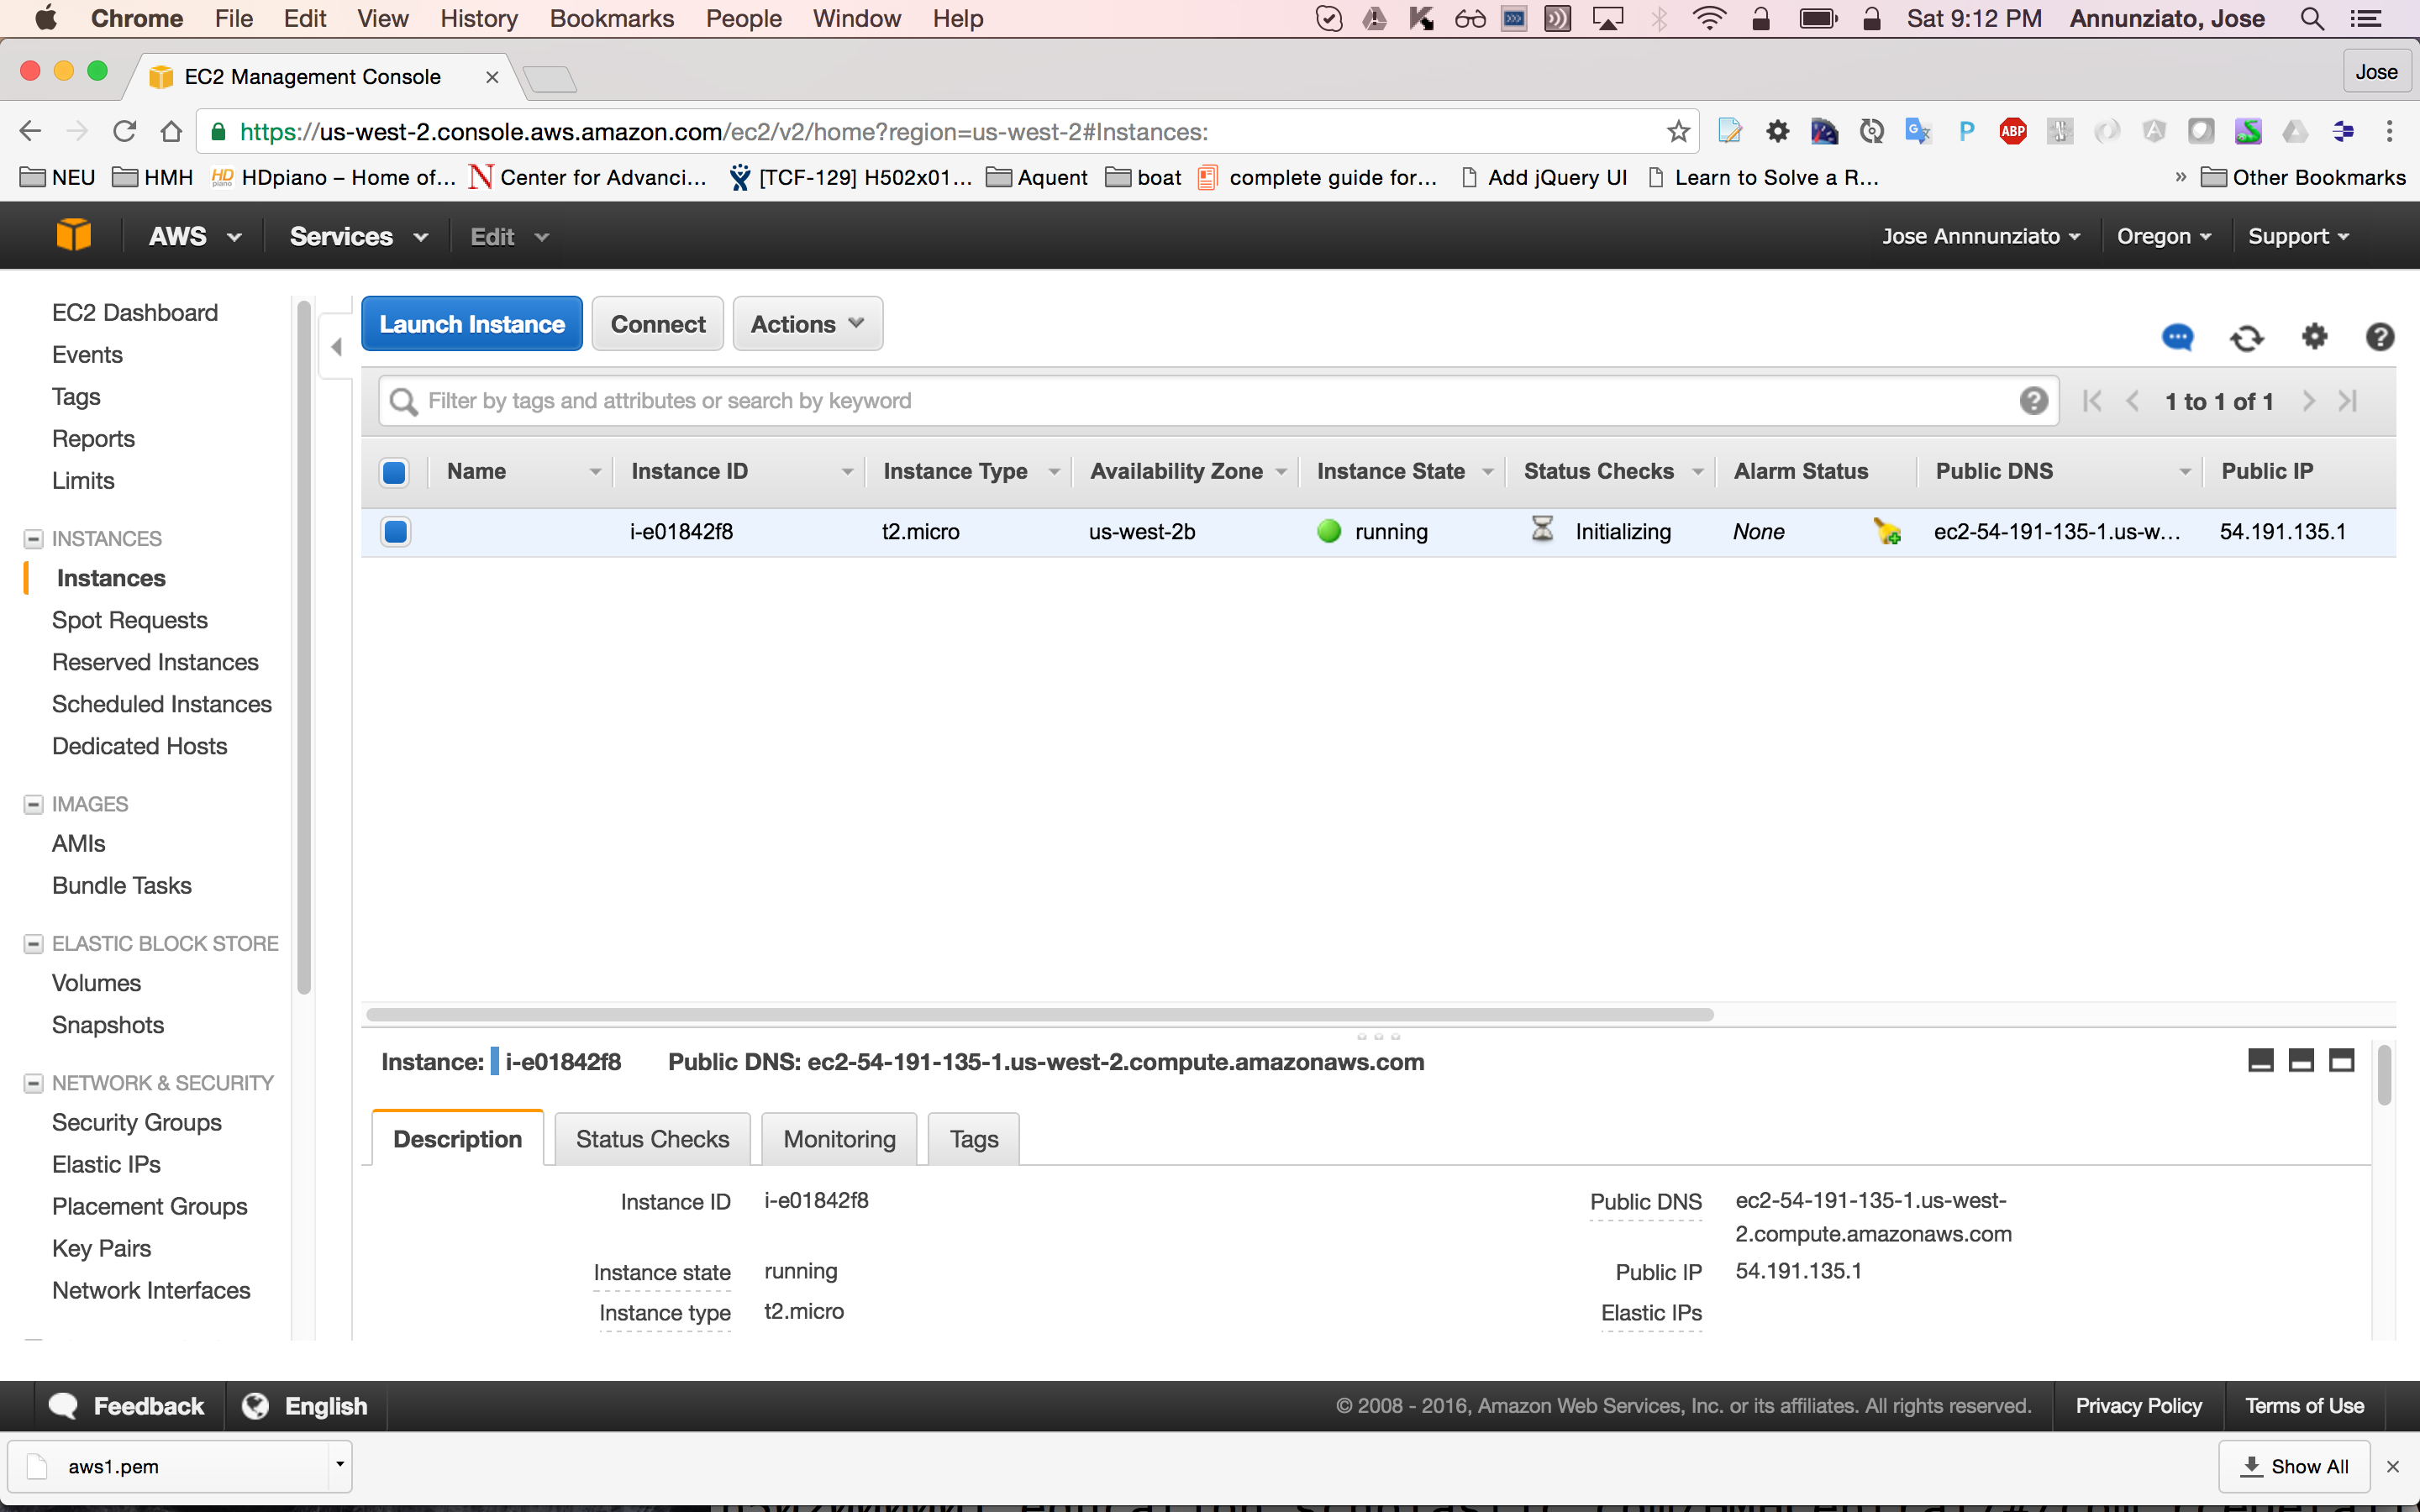 Chrome File Edit View History Bookmarks People Window Help Sat 9:12 PM Annunziato, Jose
EC2 Management Console Jose
https://us-west-2.console.aws.amazon.com/ec2/v2/home?region=us-west-2#Instances:
NEU HMH HDpiano – Home of... Center for Advanci... [TCF-129] H502x01... Aquent boat complete guide for... Add jQuery UI Learn to Solve a R... » Other Bookmarks
AWS Services Edit Jose Annnunziato Oregon Support
EC2 Dashboard
Events
Tags
Reports
Limits
INSTANCES
Instances
Spot Requests
Reserved Instances
Scheduled Instances
Dedicated Hosts
IMAGES
AMIs
Bundle Tasks
ELASTIC BLOCK STORE
Volumes
Snapshots
NETWORK & SECURITY
Security Groups
Elastic IPs
Placement Groups
Key Pairs
Network Interfaces
Launch Instance Connect Actions
Filter by tags and attributes or search by keyword 1 to 1 of 1
Name Instance ID Instance Type Availability Zone Instance State Status Checks Alarm Status Public DNS Public IP
i-e01842f8 t2.micro us-west-2b running Initializing None ec2-54-191-135-1.us-w... 54.191.135.1
Instance: i-e01842f8 Public DNS: ec2-54-191-135-1.us-west-2.compute.amazonaws.com
Description Status Checks Monitoring Tags
Instance ID i-e01842f8 Public DNS ec2-54-191-135-1.us-west-
2.compute.amazonaws.com
Instance state running Public IP 54.191.135.1
Instance type t2.micro Elastic IPs
Feedback English © 2008 - 2016, Amazon Web Services, Inc. or its affiliates. All rights reserved. Privacy Policy Terms of Use
aws1.pem Show All